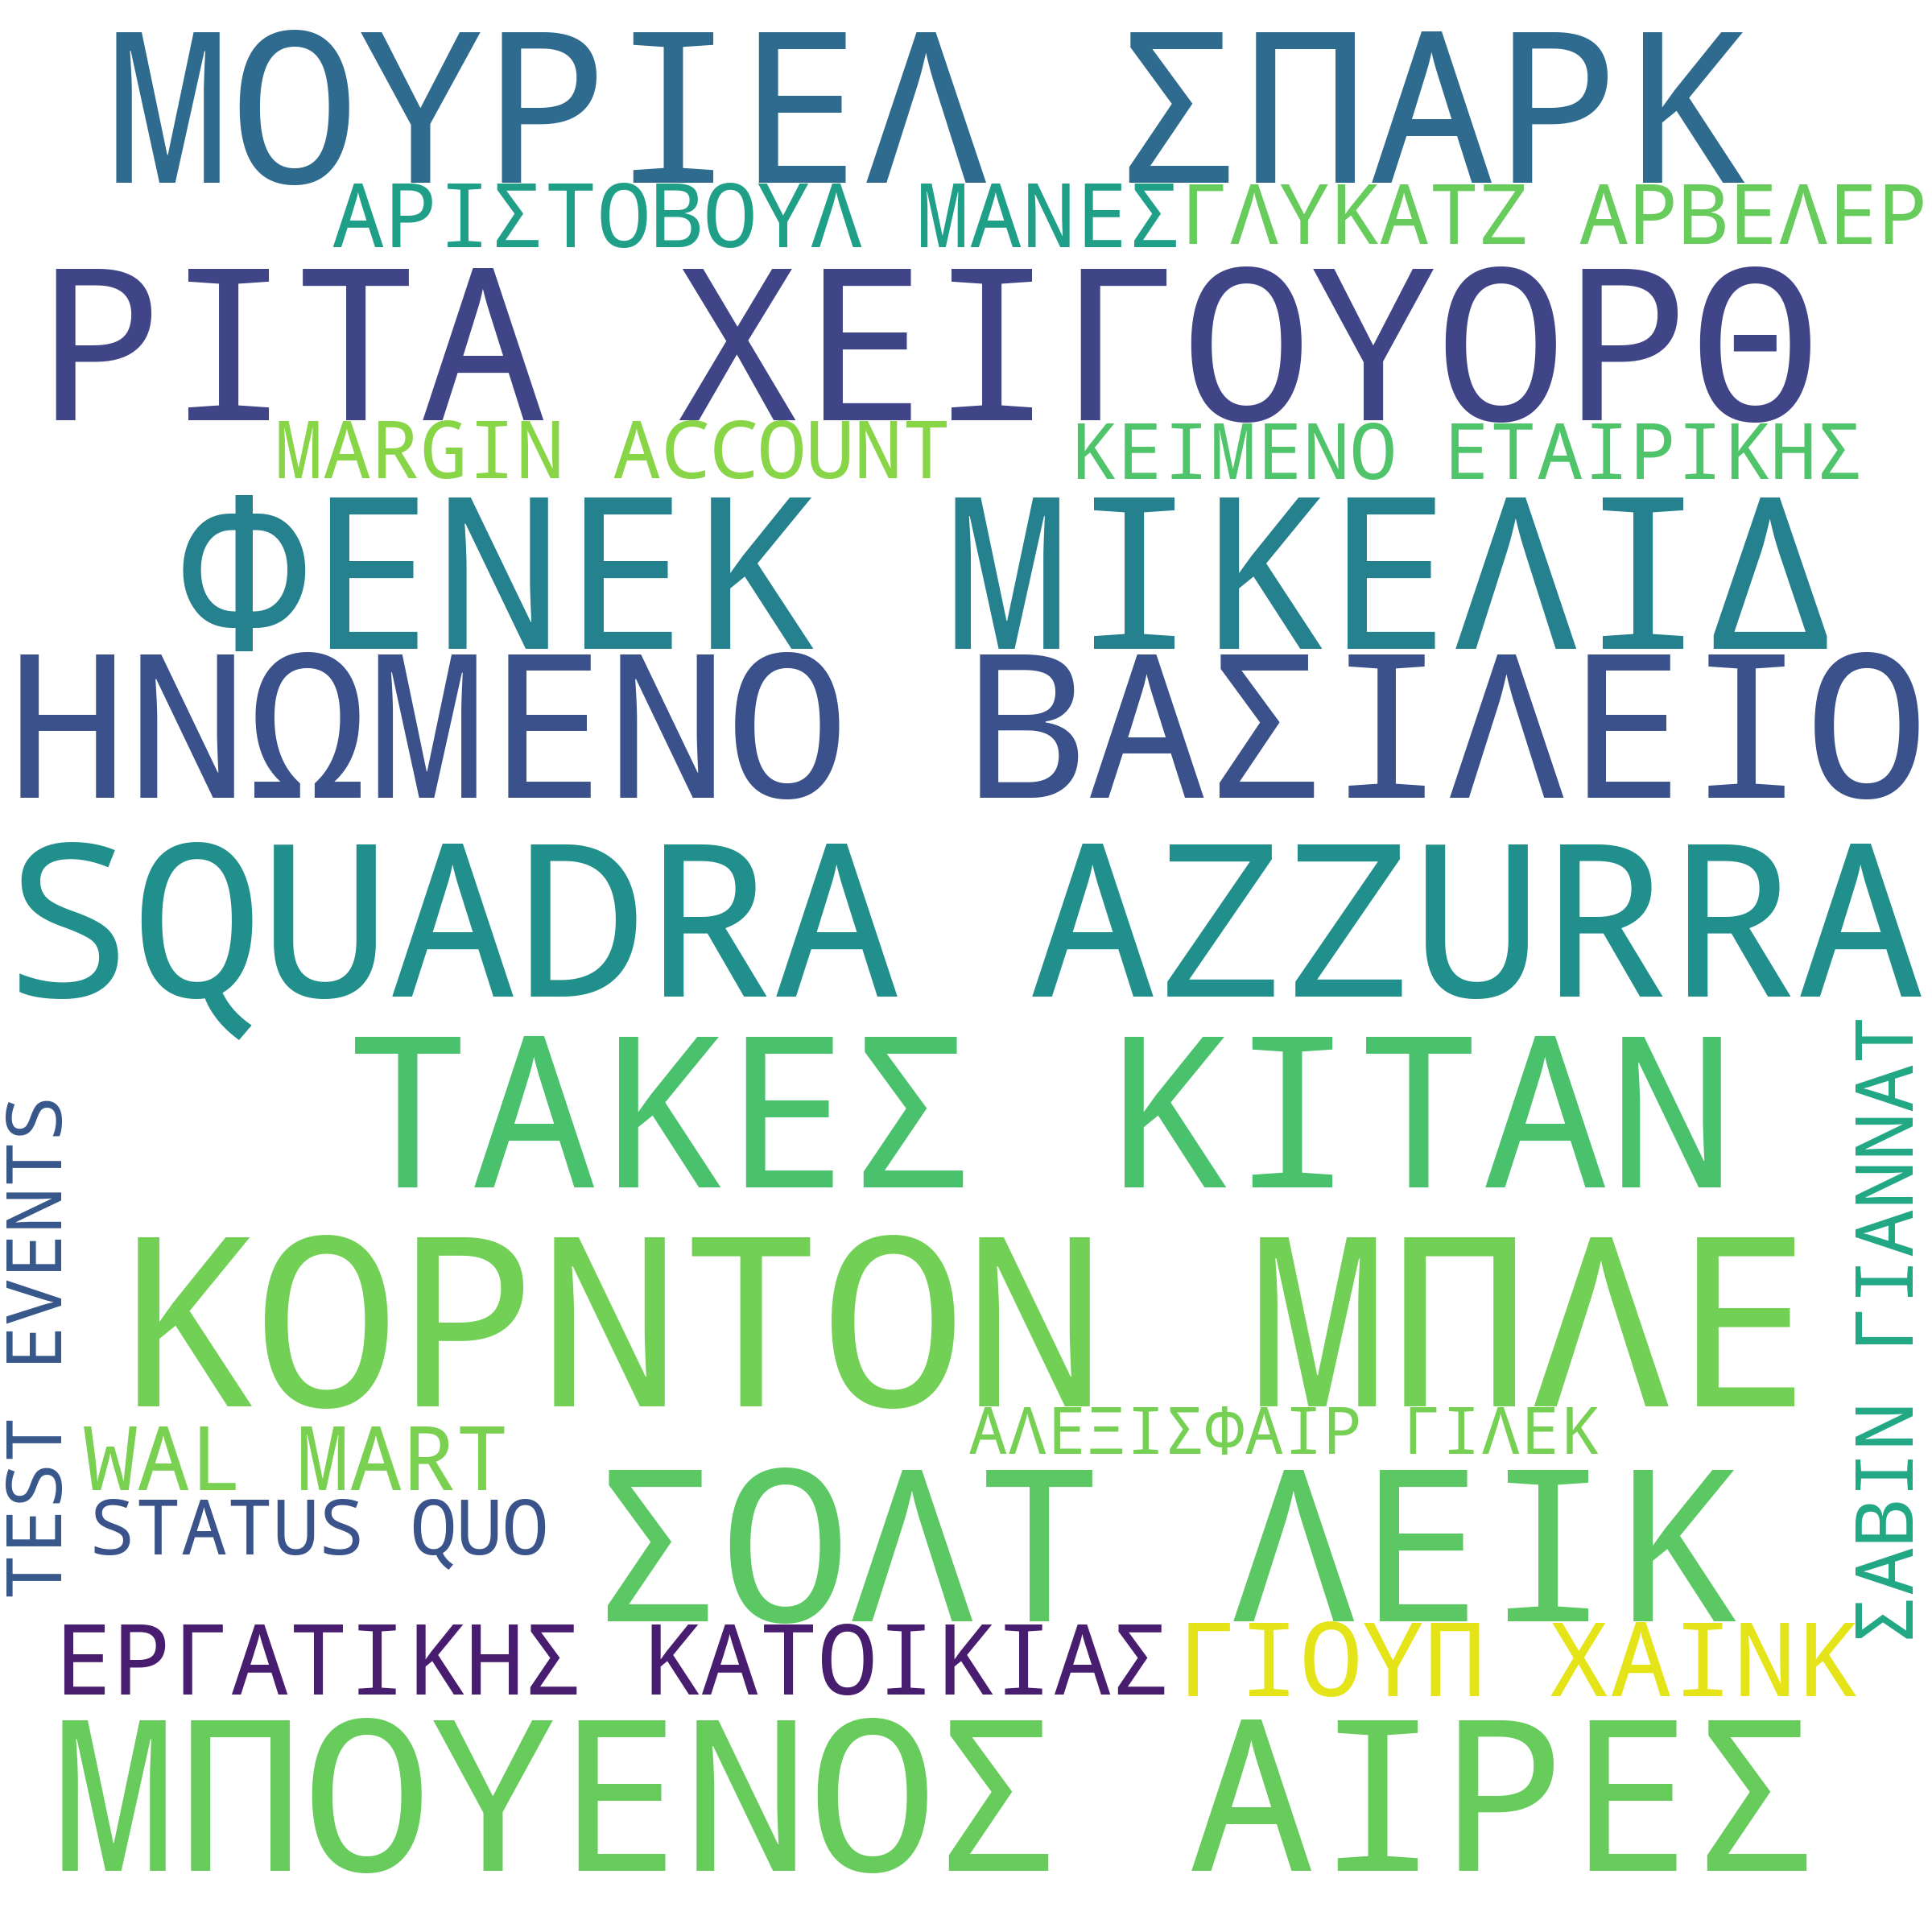 ΜΟΥΡΙΕΛ ΣΠΑΡΚ
ΑΡΙΣΤΟΒΟΥΛ ΜΑΝΕΣ
ΓΛΥΚΑΤΖ ΑΡΒΕΛΕΡ
ΡΙΤΑ ΧΕΙΓΟΥΟΡΘ
MARGIN ACCOUNT
ΚΕΙΜΕΝΟ ΕΤΑΙΡΙΚΗΣ
ΦΕΝΕΚ ΜΙΚΕΛΙΔ
ΗΝΩΜΕΝΟ ΒΑΣΙΛΕΙΟ
SQUADRA AZZURRA
ΤΑΚΕΣ ΚΙΤΑΝ
TEST EVENTS
ΣΑΒΙΝ ΓΙΑΝΝΑΤ
ΚΟΡΝΤΟΝ ΜΠΛΕ
ΑΛΕΞΙΣΦΑΙΡ ΓΙΛΕΚ
WAL MART
ΣΟΛΤ ΛΕΙΚ
STATUS QUO
ΕΡΓΑΤΙΚΗΣ ΚΑΤΟΙΚΙΑΣ
ΓΙΟΥΠ ΧΑΙΝΚ
ΜΠΟΥΕΝΟΣ ΑΙΡΕΣ